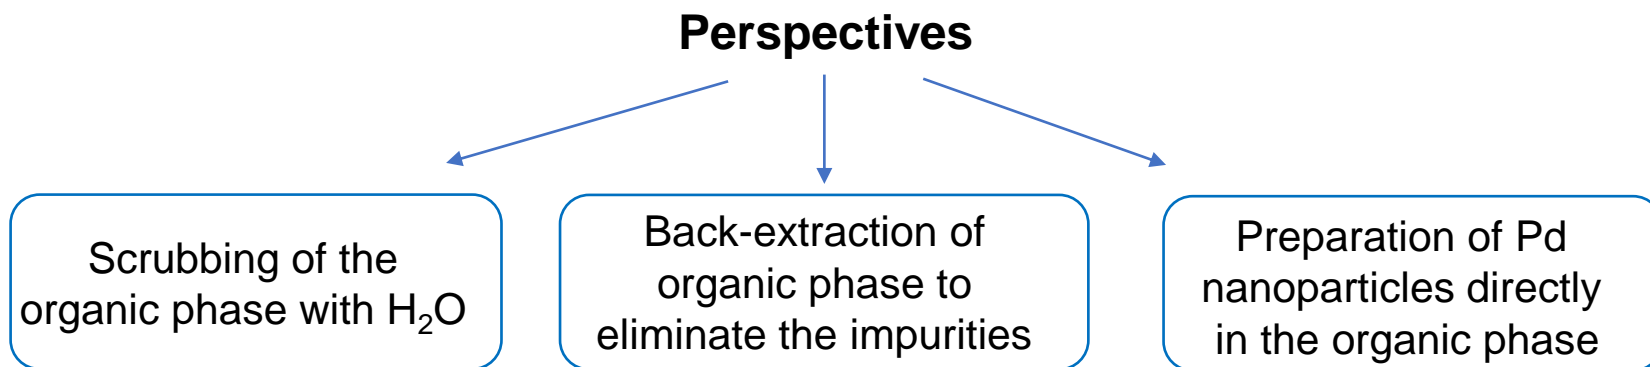 Perspectives
Scrubbing of the
organic phase with H₂O
Back-extraction of
organic phase to
eliminate the impurities
Preparation of Pd
nanoparticles directly
in the organic phase